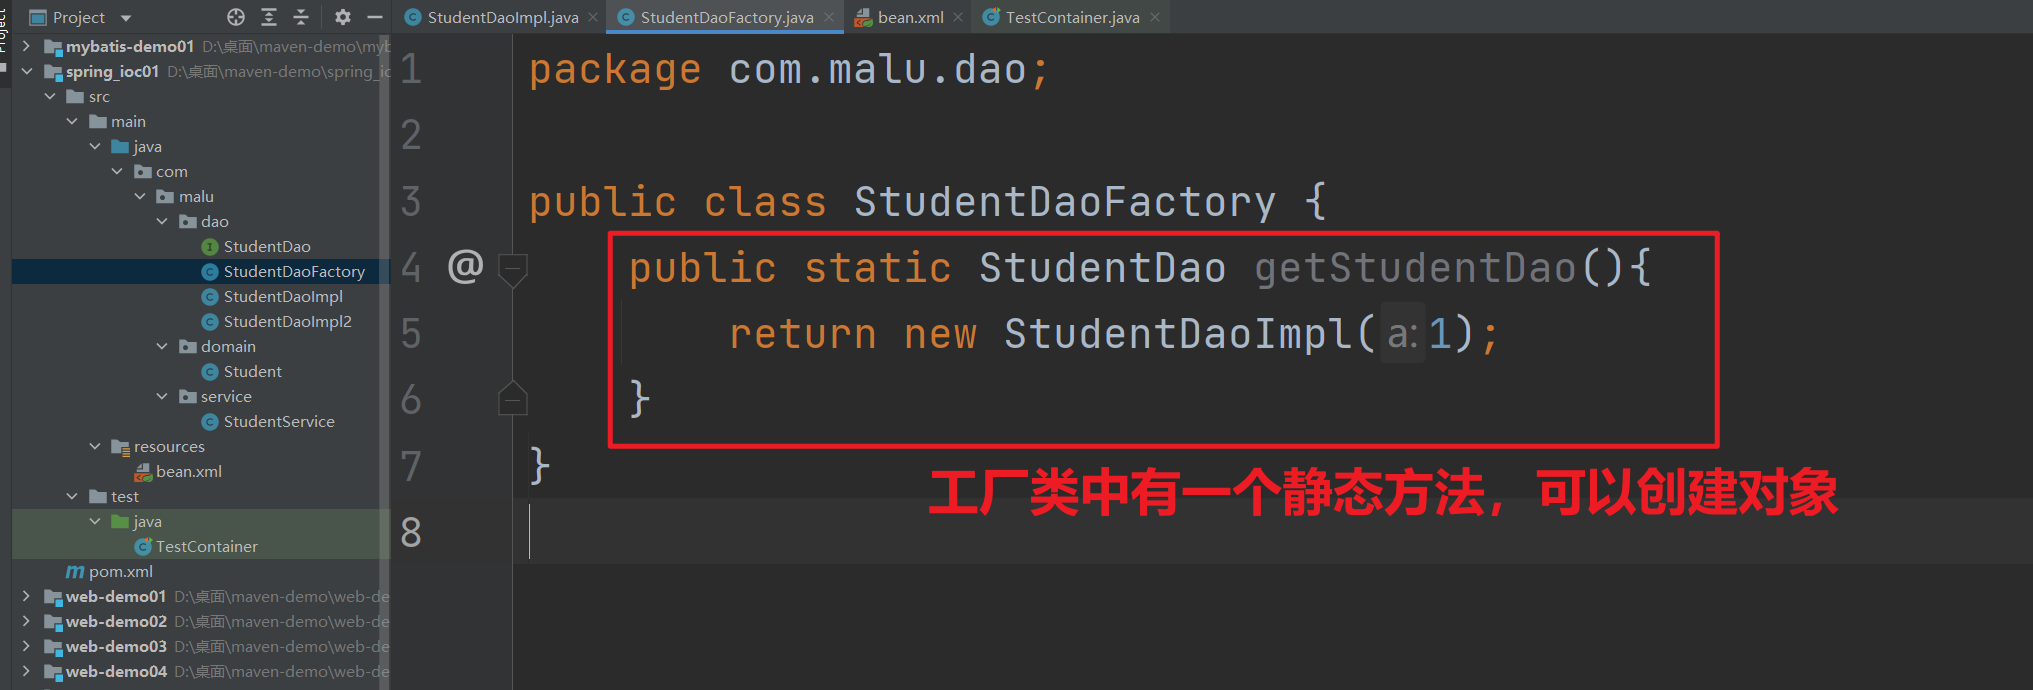 Project
StudentDaoImpl.java
StudentDaoFactory.java
bean.xml
TestContainer.java
Project
mybatis-demo01 D:\桌面\maven-demo\myb
spring_ioc01 D:\桌面\maven-demo\spring_ic
src
main
java
com
malu
dao
StudentDao
StudentDaoFactory
StudentDaoImpl
StudentDaoImpl2
domain
Student
service
StudentService
resources
bean.xml
test
java
TestContainer
pom.xml
web-demo01 D:\桌面\maven-demo\web-de
web-demo02 D:\桌面\maven-demo\web-de
web-demo03 D:\桌面\maven-demo\web-de
web-demo04 D:\桌面\maven-demo\web-de
1 package com.malu.dao;
2
3 public class StudentDaoFactory {
4 @ public static StudentDao getStudentDao(){
5 return new StudentDaoImpl( a: 1);
6 }
7 }
工厂类中有一个静态方法，可以创建对象
8